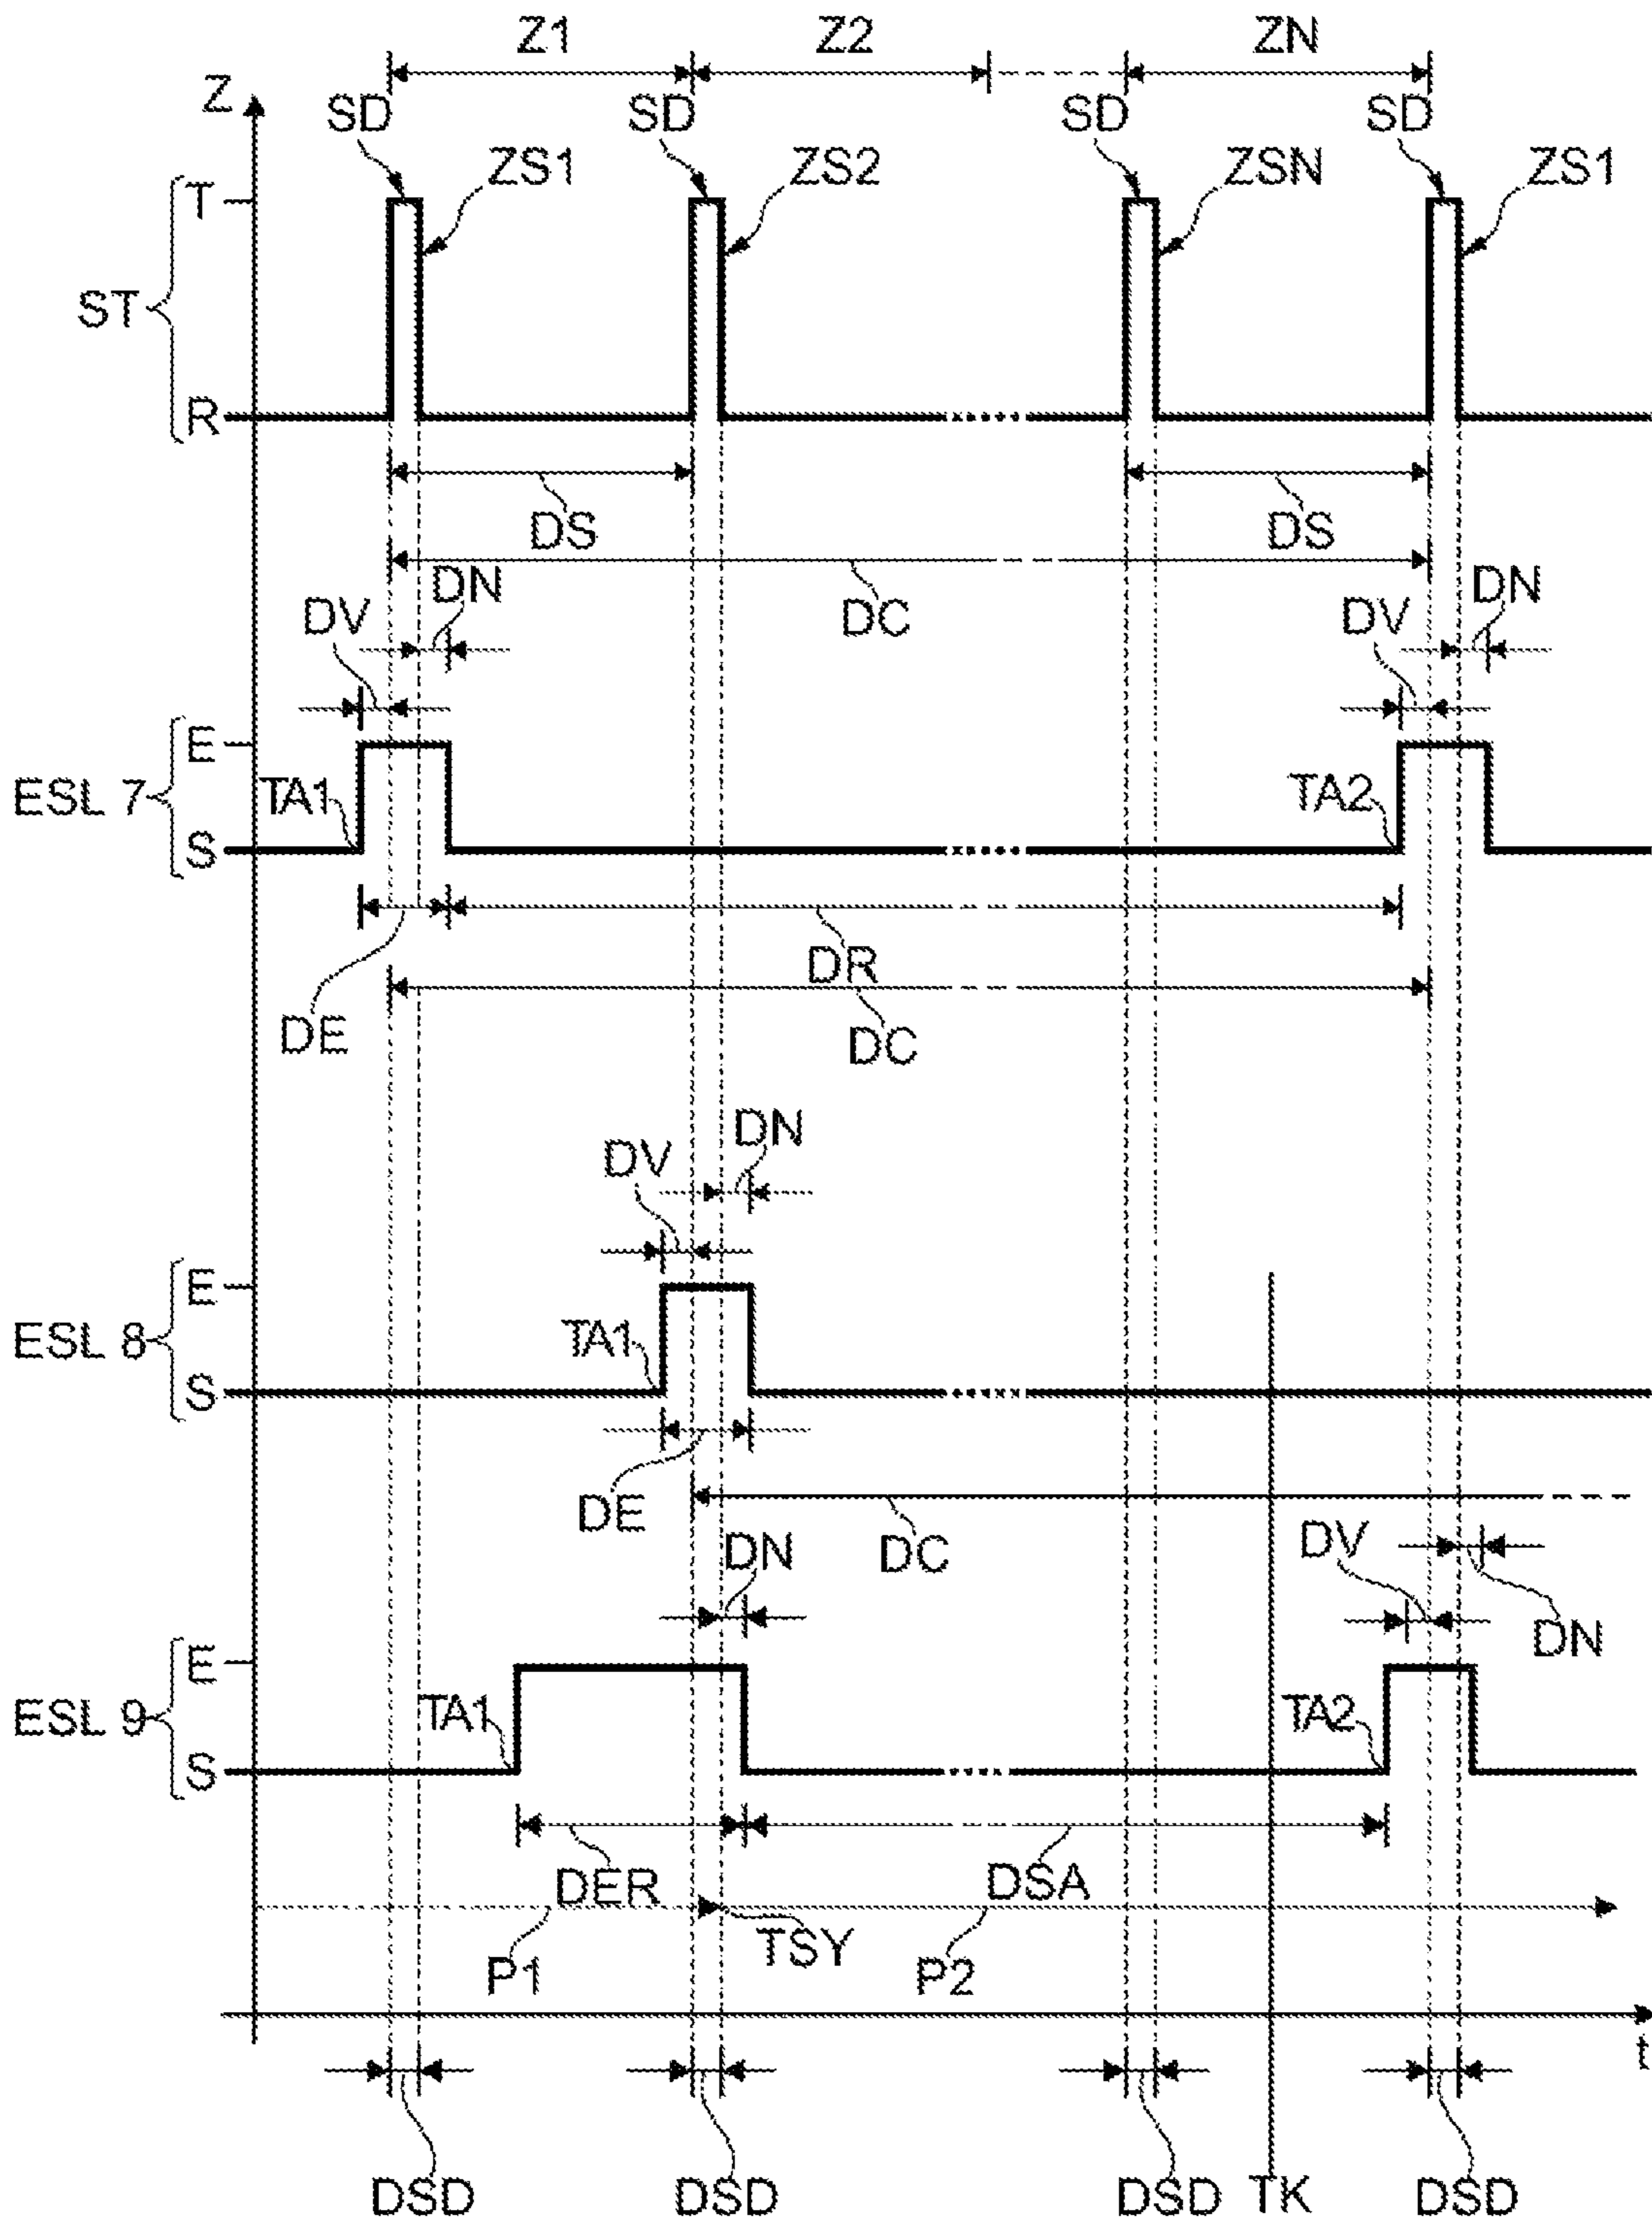 Z1 Z2 ZN
Z
SD SD SD SD
ZS1 ZS2 ZSN ZS1
T
ST
R
DS DS
DC
DN DN
DV DV
E
ESL 7 TA1 TA2
S
DR
DE DC
DN
DV
E
ESL 8 TA1
S
DE DC
DN DV
DN
E
ESL 9 TA1 TA2
S
DER DSA
TSY
P1 P2
t
DSD DSD DSD TK DSD